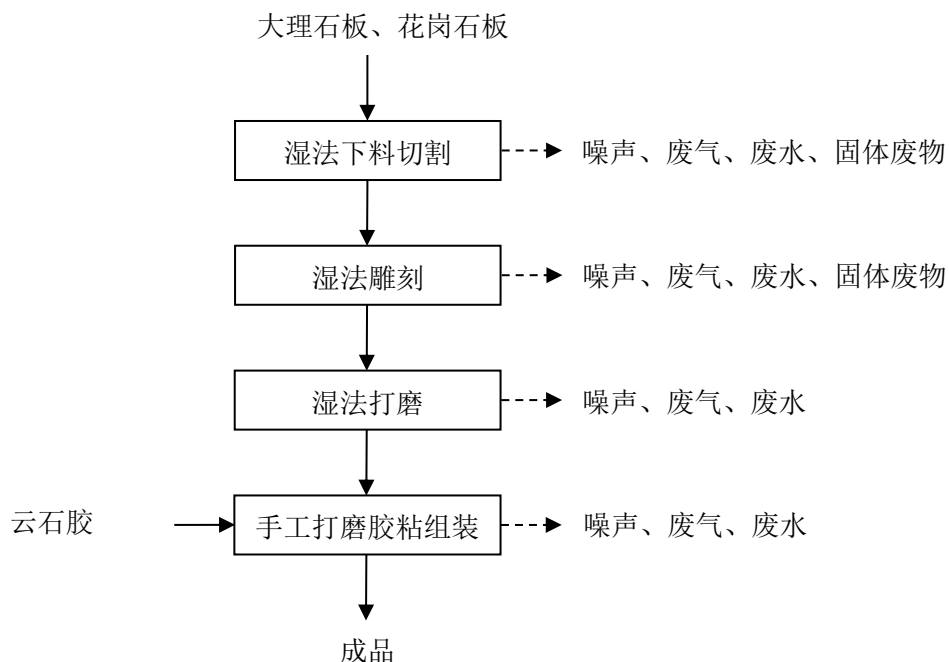 大理石板、花岗石板
湿法下料切割
噪声、废气、废水、固体废物
湿法雕刻
噪声、废气、废水、固体废物
湿法打磨
噪声、废气、废水
云石胶
手工打磨胶粘组装
噪声、废气、废水
成品